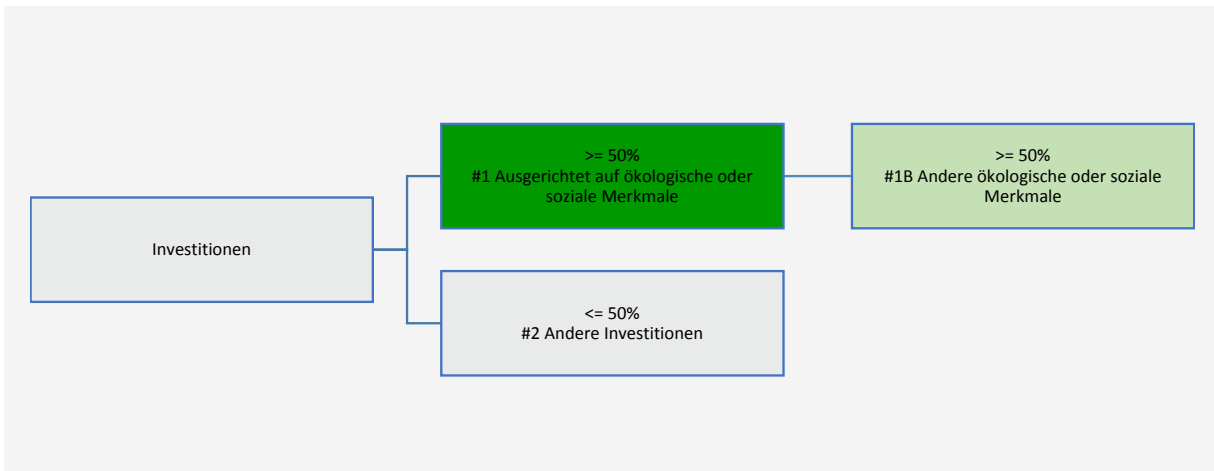 Investitionen
>= 50%
#1 Ausgerichtet auf ökologische oder
soziale Merkmale
>= 50%
#1B Andere ökologische oder soziale
Merkmale
<= 50%
#2 Andere Investitionen